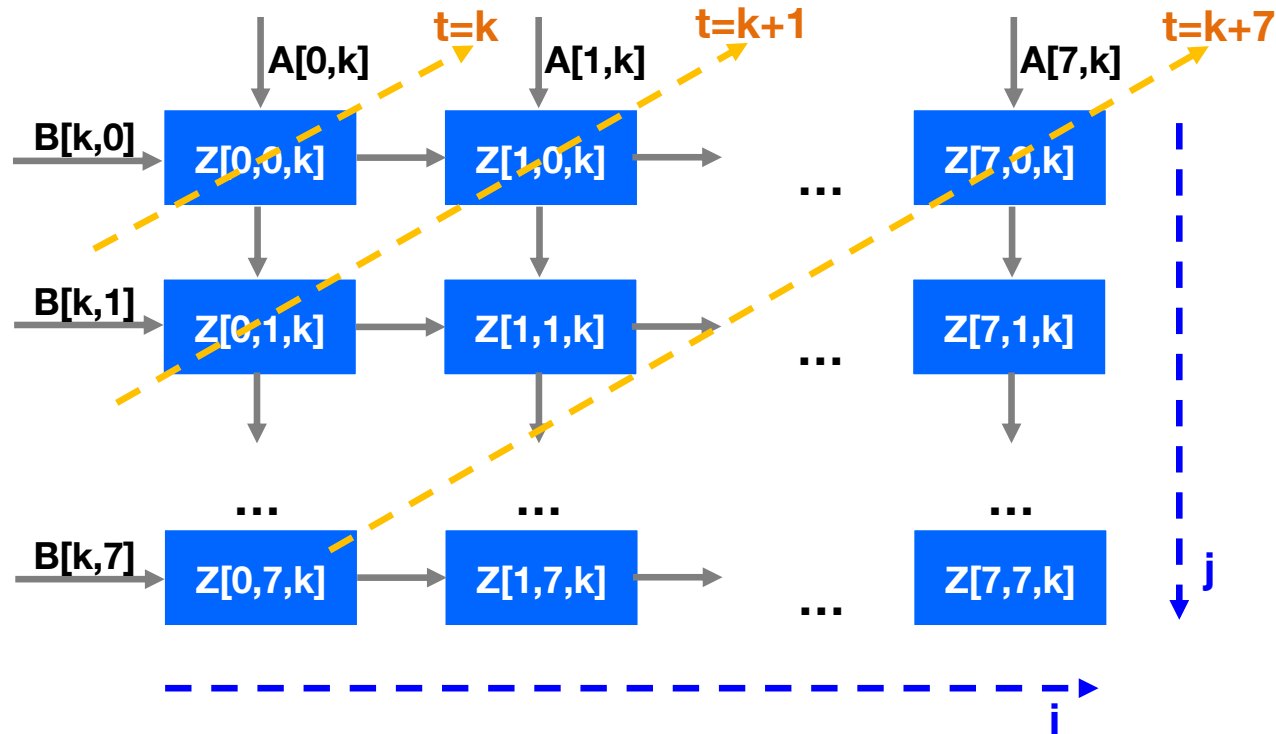 t=k
t=k+1
t=k+7
A[0,k]
A[1,k]
A[7,k]
B[k,0]
Z[0,0,k]
Z[1,0,k]
...
Z[7,0,k]
B[k,1]
Z[0,1,k]
Z[1,1,k]
...
Z[7,1,k]
...
...
...
B[k,7]
Z[0,7,k]
Z[1,7,k]
...
Z[7,7,k]
j
i